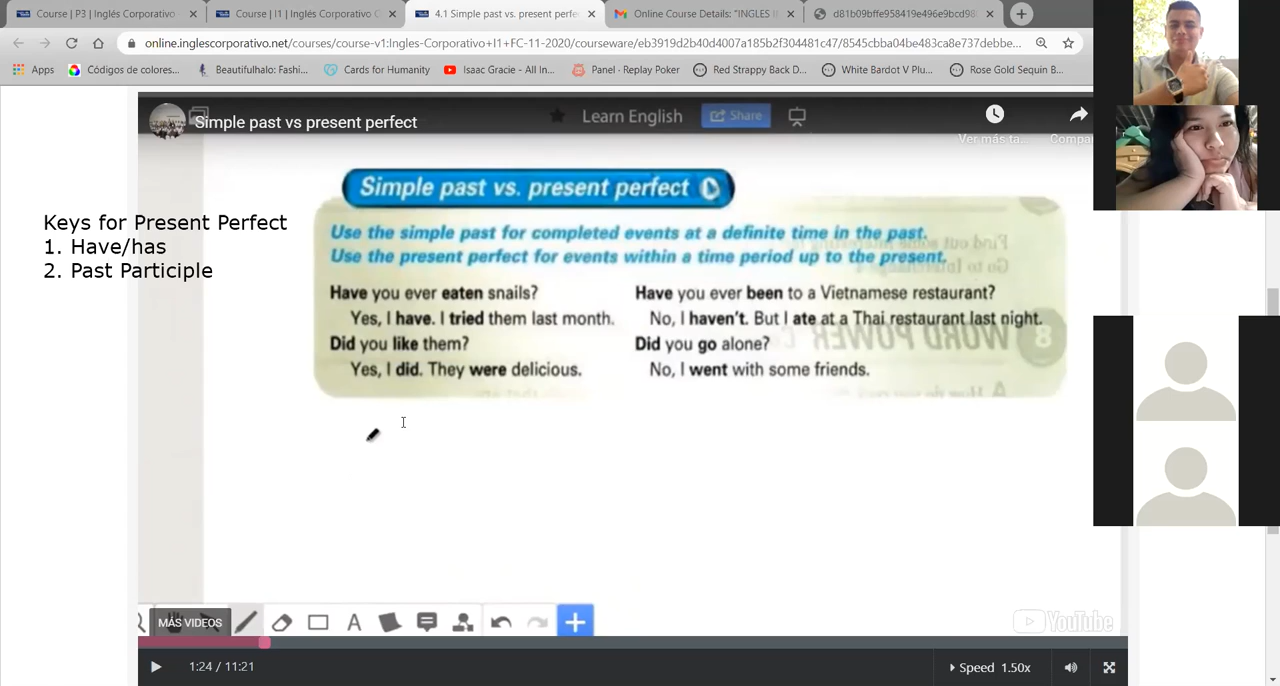 Course | P3 | Inglés Corporativo
Course | I1 | Inglés Corporativo
4.1 Simple past vs. present perfe
Online Course Details: "INGLES I
d81b09bffe958419e496e9bcd98
online.inglescorporativo.net/courses/course-v1:Ingles-Corporativo+I1+FC-11-2020/courseware/eb3919d2b40d4007a185b2f304481c47/8545cbba04be483ca8e737debbe...
Apps
Códigos de colores...
Beautifulhalo: Fashi...
Cards for Humanity
Isaac Gracie - All In...
Panel · Replay Poker
Red Strappy Back D...
White Bardot V Plu...
Rose Gold Sequin B...
Simple past vs present perfect
Learn English
Share
Ver más ta...
Compa
Simple past vs. present perfect
Keys for Present Perfect
1. Have/has
2. Past Participle
Use the simple past for completed events at a definite time in the past.
Use the present perfect for events within a time period up to the present.
Have you ever eaten snails?
Yes, I have. I tried them last month.
Did you like them?
Yes, I did. They were delicious.
Have you ever been to a Vietnamese restaurant?
No, I haven't. But I ate at a Thai restaurant last night.
Did you go alone?
No, I went with some friends.
WORD POWER
8
MÁS VIDEOS
A
YouTube
1:24 / 11:21
Speed 1.50x